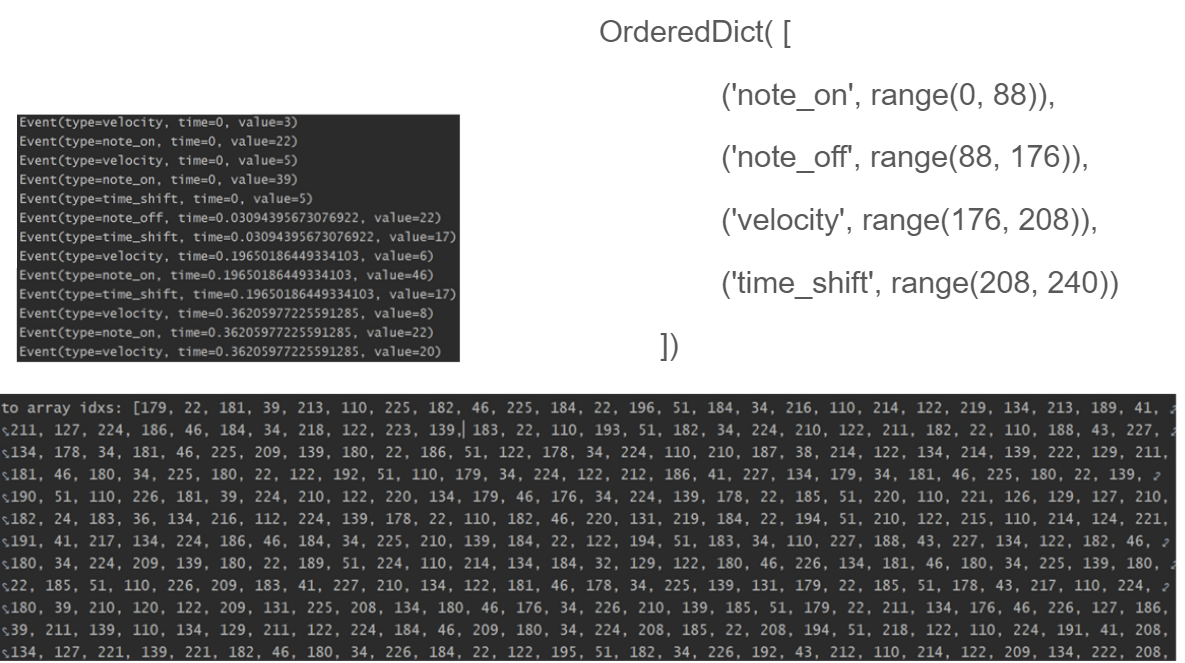 OrderedDict( [
('note_on', range(0, 88)),
('note_off', range(88, 176)),
('velocity', range(176, 208)),
('time_shift', range(208, 240))
])
Event(type=velocity, time=0, value=3)
Event(type=note_on, time=0, value=22)
Event(type=velocity, time=0, value=5)
Event(type=note_on, time=0, value=39)
Event(type=time_shift, time=0, value=5)
Event(type=note_off, time=0.03094395673076922, value=22)
Event(type=time_shift, time=0.03094395673076922, value=17)
Event(type=velocity, time=0.19650186449334103, value=6)
Event(type=note_on, time=0.19650186449334103, value=46)
Event(type=time_shift, time=0.19650186449334103, value=17)
Event(type=velocity, time=0.36205977225591285, value=8)
Event(type=note_on, time=0.36205977225591285, value=22)
Event(type=velocity, time=0.36205977225591285, value=20)
to array idxs: [179, 22, 181, 39, 213, 110, 225, 182, 46, 225, 184, 22, 196, 51, 184, 34, 216, 110, 214, 122, 219, 134, 213, 189, 41,
211, 127, 224, 186, 46, 184, 34, 218, 122, 223, 139, 183, 22, 110, 193, 51, 182, 34, 224, 210, 122, 211, 182, 22, 110, 188, 43, 227,
134, 178, 34, 181, 46, 225, 209, 139, 180, 22, 186, 51, 122, 178, 34, 224, 110, 210, 187, 38, 214, 122, 134, 214, 139, 222, 129, 211,
181, 46, 180, 34, 225, 180, 22, 122, 192, 51, 110, 179, 34, 224, 122, 212, 186, 41, 227, 134, 179, 34, 181, 46, 225, 180, 22, 139,
190, 51, 110, 226, 181, 39, 224, 210, 122, 220, 134, 179, 46, 176, 34, 224, 139, 178, 22, 185, 51, 220, 110, 221, 126, 129, 127, 210,
182, 24, 183, 36, 134, 216, 112, 224, 139, 178, 22, 110, 182, 46, 220, 131, 219, 184, 22, 194, 51, 210, 122, 215, 110, 214, 124, 221,
191, 41, 217, 134, 224, 186, 46, 184, 34, 225, 210, 139, 184, 22, 122, 194, 51, 183, 34, 110, 227, 188, 43, 227, 134, 122, 182, 46,
180, 34, 224, 209, 139, 180, 22, 189, 51, 224, 110, 214, 134, 184, 32, 129, 122, 180, 46, 226, 134, 181, 46, 180, 34, 225, 139, 180,
22, 185, 51, 110, 226, 209, 183, 41, 227, 210, 134, 122, 181, 46, 178, 34, 225, 139, 131, 179, 22, 185, 51, 178, 43, 217, 110, 224,
180, 39, 210, 120, 122, 209, 131, 225, 208, 134, 180, 46, 176, 34, 226, 210, 139, 185, 51, 179, 22, 211, 134, 176, 46, 226, 127, 186,
39, 211, 139, 110, 134, 129, 211, 122, 224, 184, 46, 209, 180, 34, 224, 208, 185, 22, 208, 194, 51, 218, 122, 110, 224, 191, 41, 208,
134, 127, 221, 139, 221, 182, 46, 180, 34, 226, 184, 22, 122, 195, 51, 182, 34, 226, 192, 43, 212, 110, 214, 122, 209, 134, 222, 208,